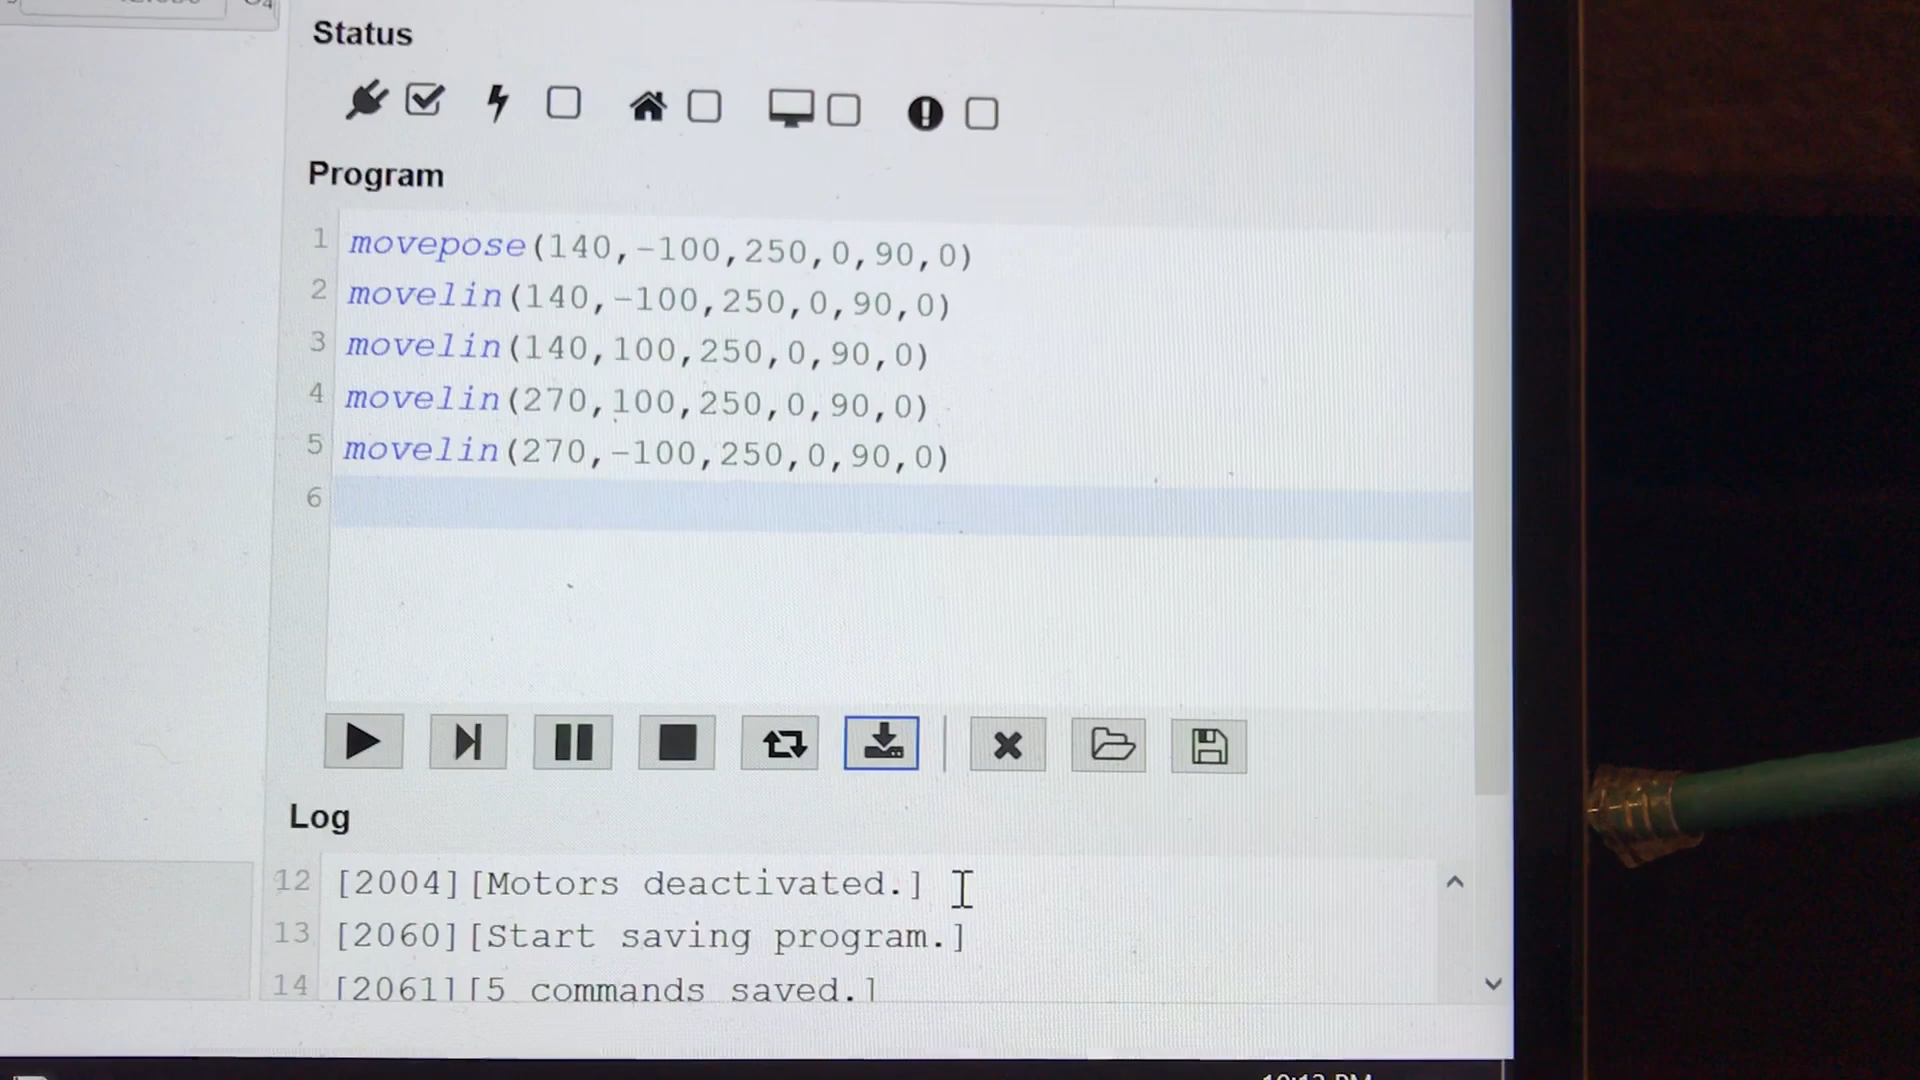 Status
Program
1 movepose(140,-100,250,0,90,0)
2 movelin(140,-100,250,0,90,0)
3 movelin(140,100,250,0,90,0)
4 movelin(270,100,250,0,90,0)
5 movelin(270,-100,250,0,90,0)
6
Log
12 [2004][Motors deactivated.]
13 [2060][Start saving program.]
14 [2061][5 commands saved.]